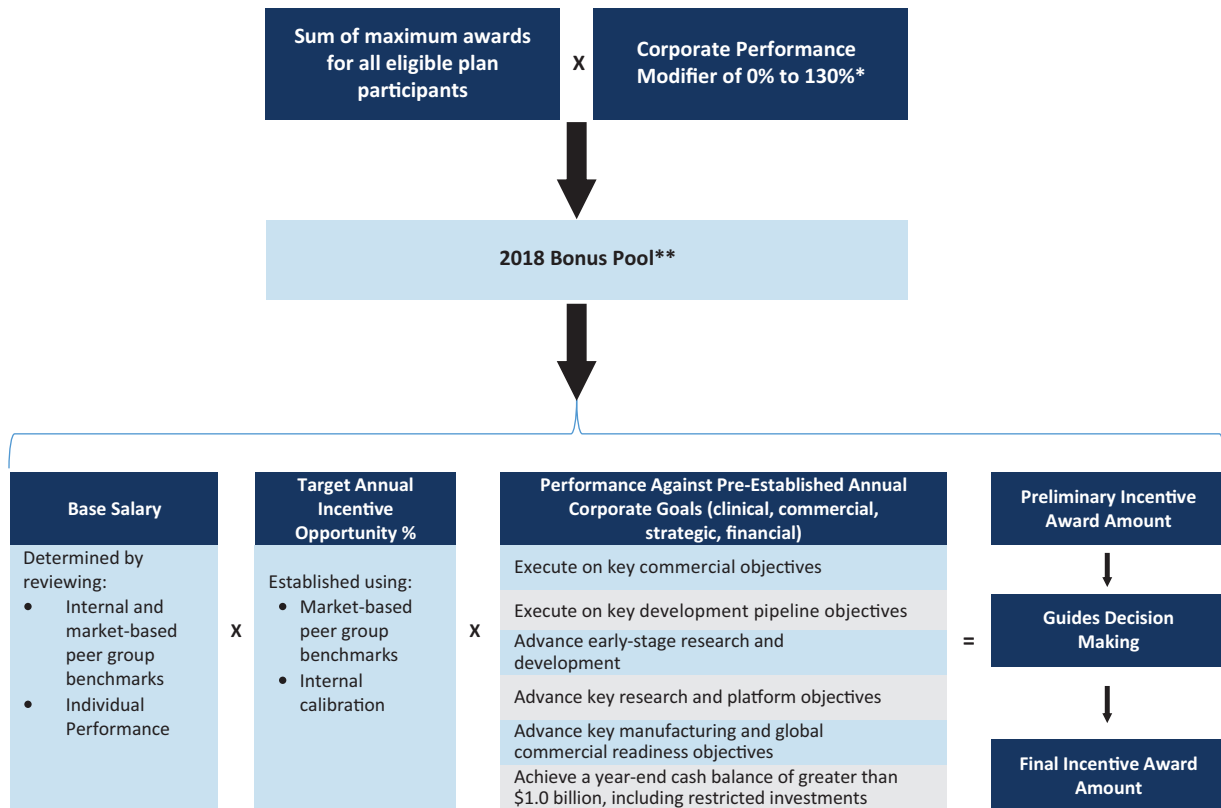 Sum of maximum awards
for all eligible plan
participants
X
Corporate Performance
Modifier of 0% to 130%*
2018 Bonus Pool**
Base Salary
Determined by
reviewing:
• Internal and
market-based
peer group
benchmarks
• Individual
Performance
X
Target Annual
Incentive
Opportunity %
Established using:
• Market-based
peer group
benchmarks
• Internal
calibration
X
Performance Against Pre-Established Annual
Corporate Goals (clinical, commercial,
strategic, financial)
Execute on key commercial objectives
Execute on key development pipeline objectives
Advance early-stage research and
development
Advance key research and platform objectives
Advance key manufacturing and global
commercial readiness objectives
Achieve a year-end cash balance of greater than
$1.0 billion, including restricted investments
=
Preliminary Incentive
Award Amount
Guides Decision
Making
Final Incentive Award
Amount